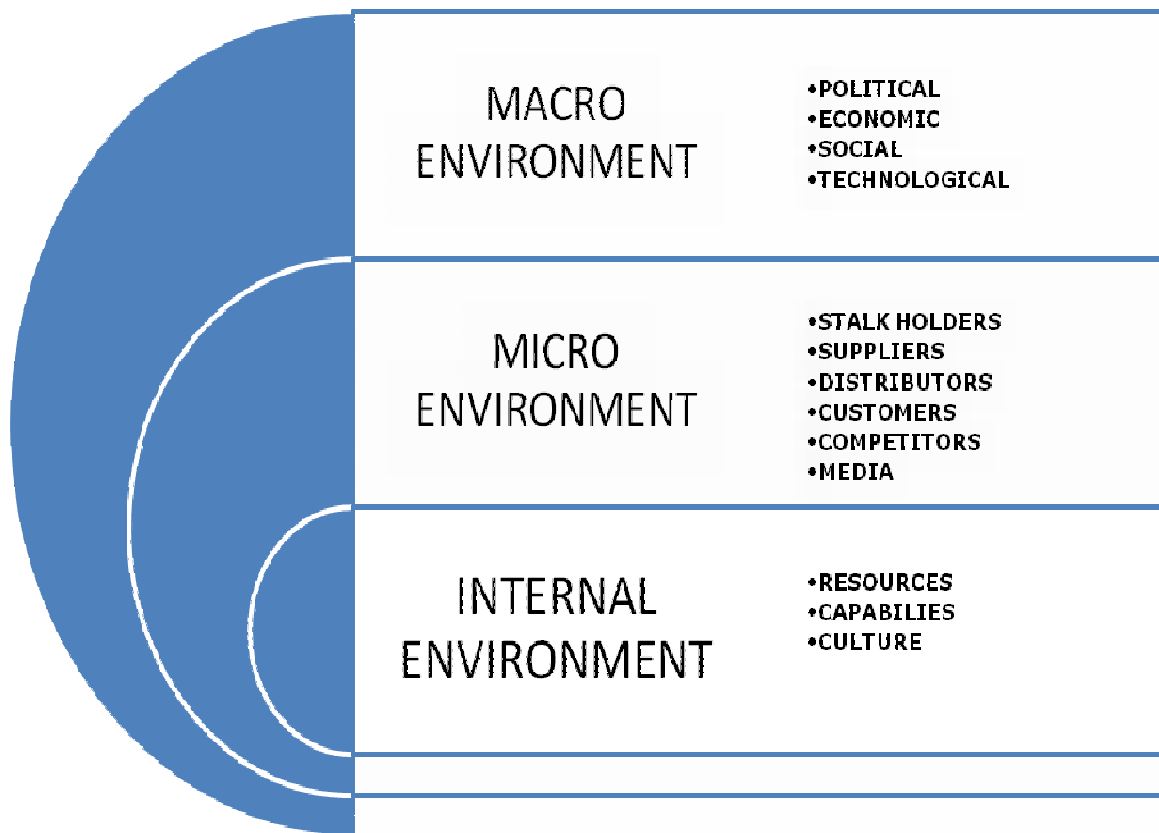 MACRO
ENVIRONMENT
•POLITICAL
•ECONOMIC
•SOCIAL
•TECHNOLOGICAL
MICRO
ENVIRONMENT
•STALK HOLDERS
•SUPPLIERS
•DISTRIBUTORS
•CUSTOMERS
•COMPETITORS
•MEDIA
INTERNAL
ENVIRONMENT
•RESOURCES
•CAPABILIES
•CULTURE